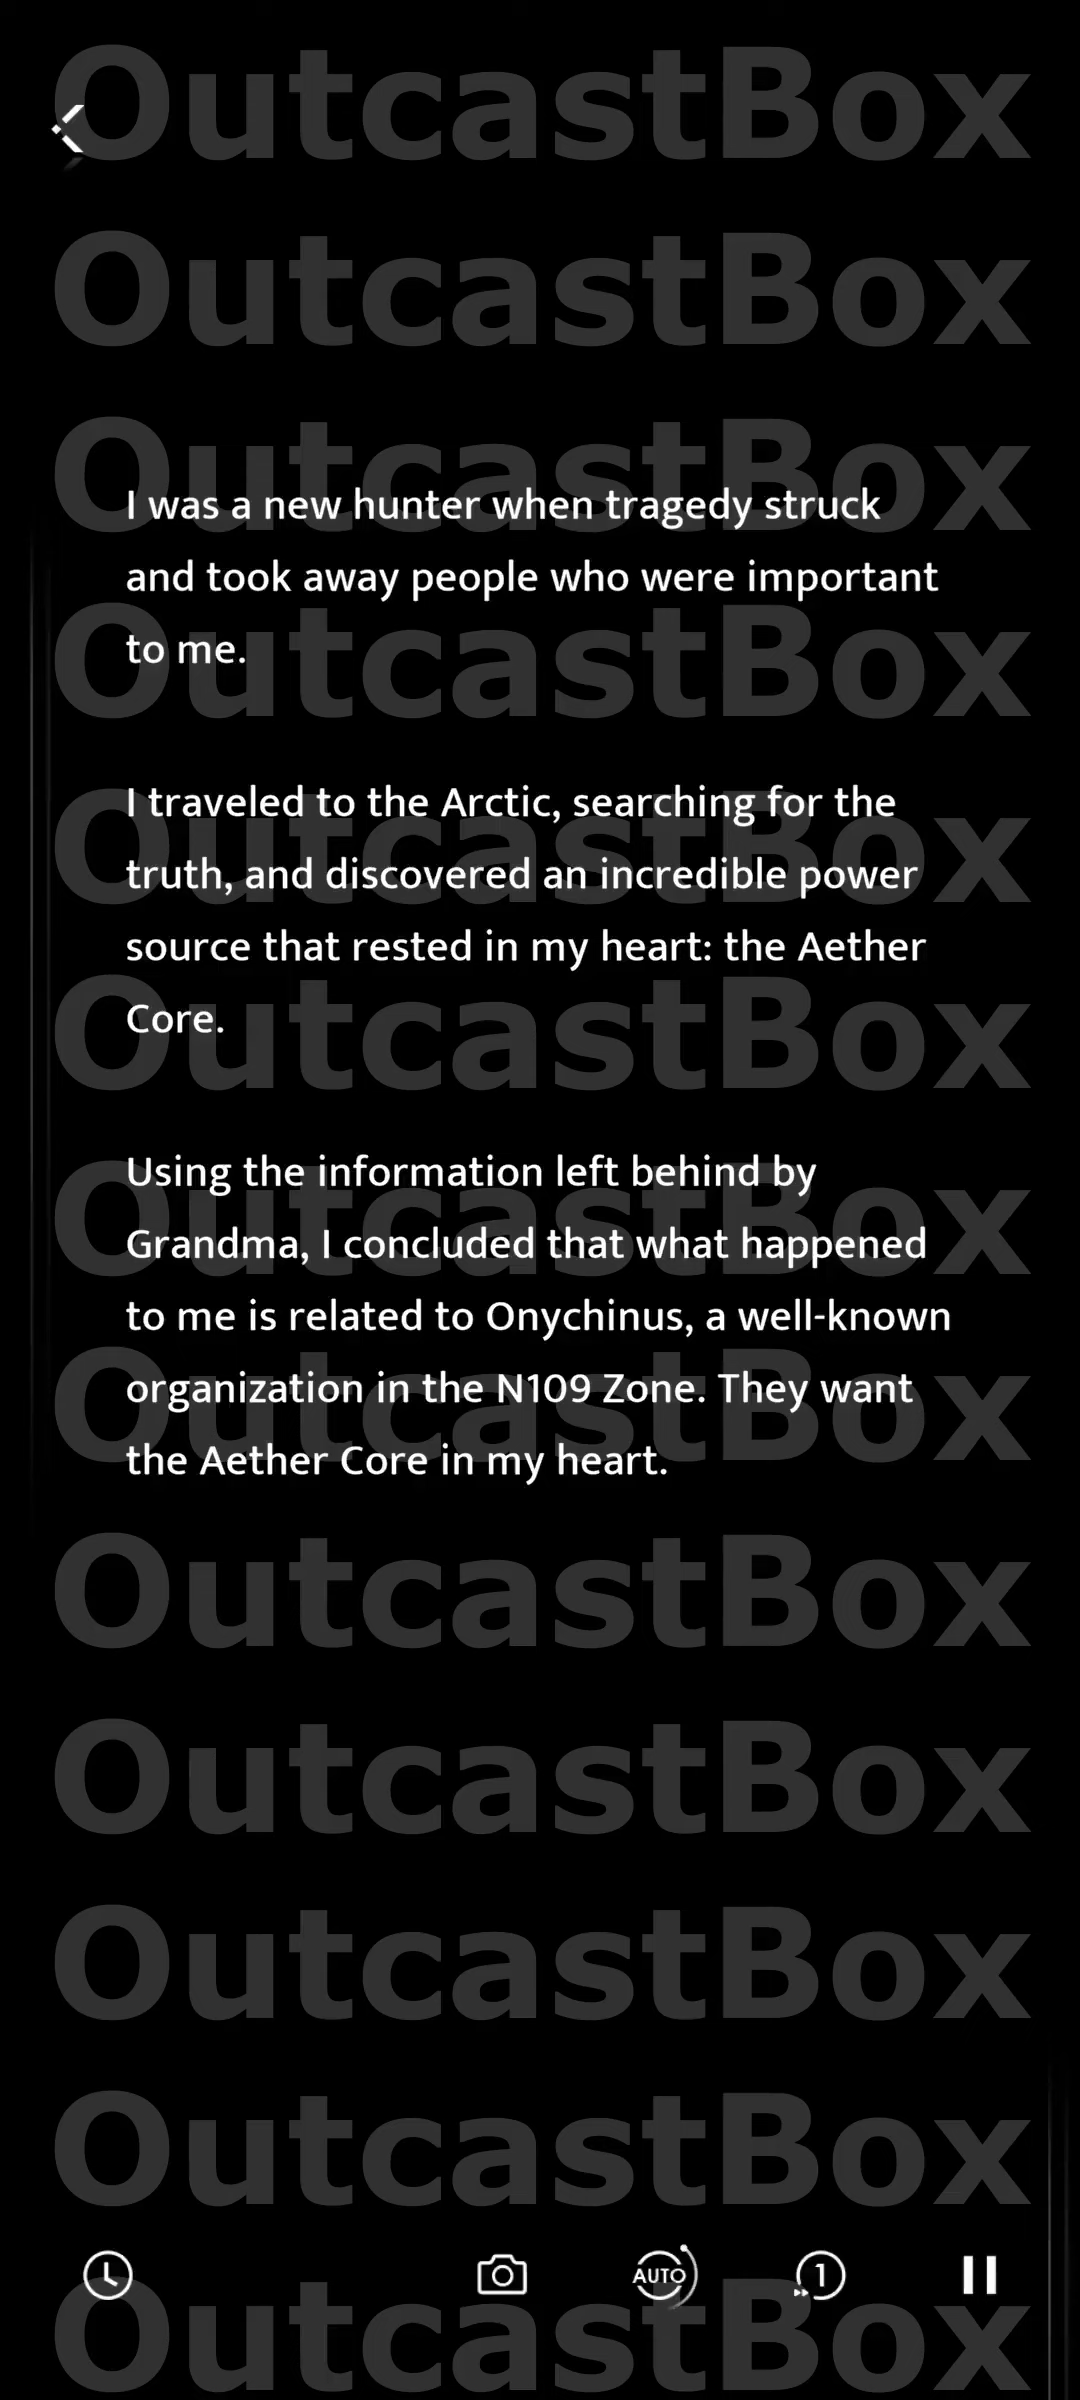 OutcastBox
OutcastBox
OutcastBox
I was a new hunter when tragedy struck
and took away people who were important
OutcastBox
to me.
I traveled to the Arctic, searching for the
OutcastBox
truth, and discovered an incredible power
source that rested in my heart: the Aether
Core.
OutcastBox
Using the information left behind by
OutcastBox
Grandma, I concluded that what happened
to me is related to Onychinus, a well-known
organization in the N109 Zone. They want
OutcastBox
the Aether Core in my heart.
OutcastBox
OutcastBox
OutcastBox
OutcastBox
AUTO 1
OutcastBox